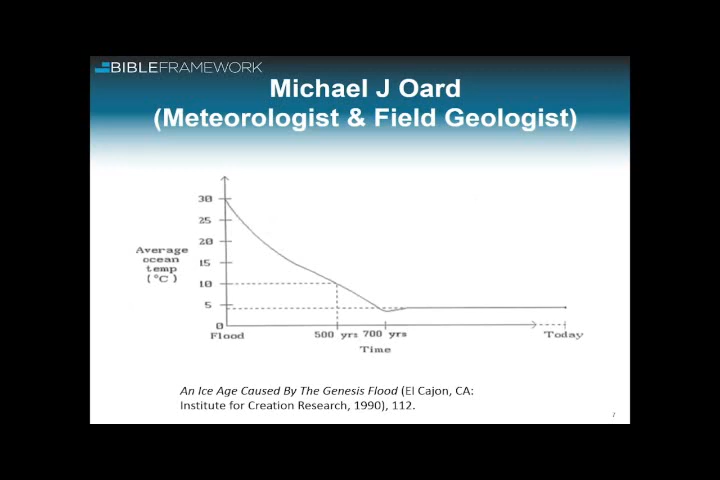 BIBLEFRAMEWORK
Michael J Oard
(Meteorologist & Field Geologist)
30
25
20
Average
ocean
temp
(°C)
15
10
5
0
Flood
500 yrs
700 yrs
Today
Time
An Ice Age Caused By The Genesis Flood (El Cajon, CA:
Institute for Creation Research, 1990), 112.
7